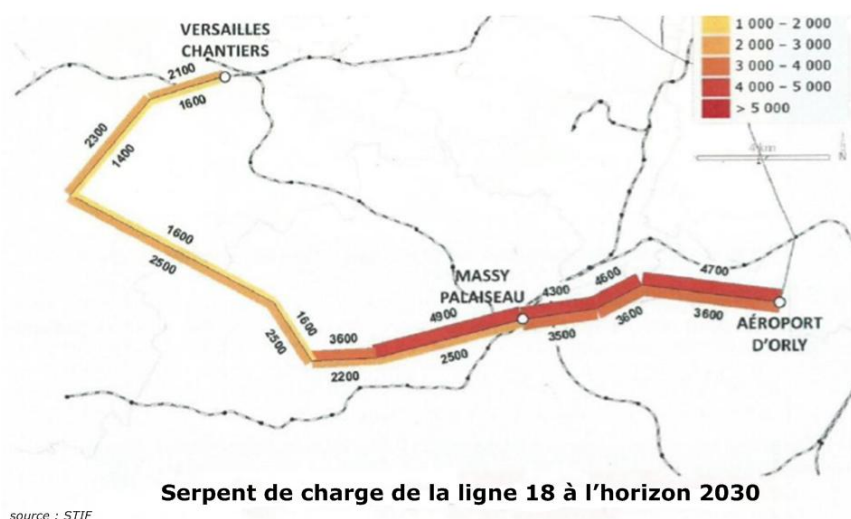 VERSAILLES
CHANTIERS
1 000 – 2 000
2 000 – 3 000
3 000 – 4 000
4 000 – 5 000
> 5 000
2100
1600
2300
1400
1600
2500
1600
2500
3600
2200
4900
2500
MASSY
PALAISEAU
4300
3500
4600
3600
4700
3600
AÉROPORT
D'ORLY
Serpent de charge de la ligne 18 à l'horizon 2030
source : STIF